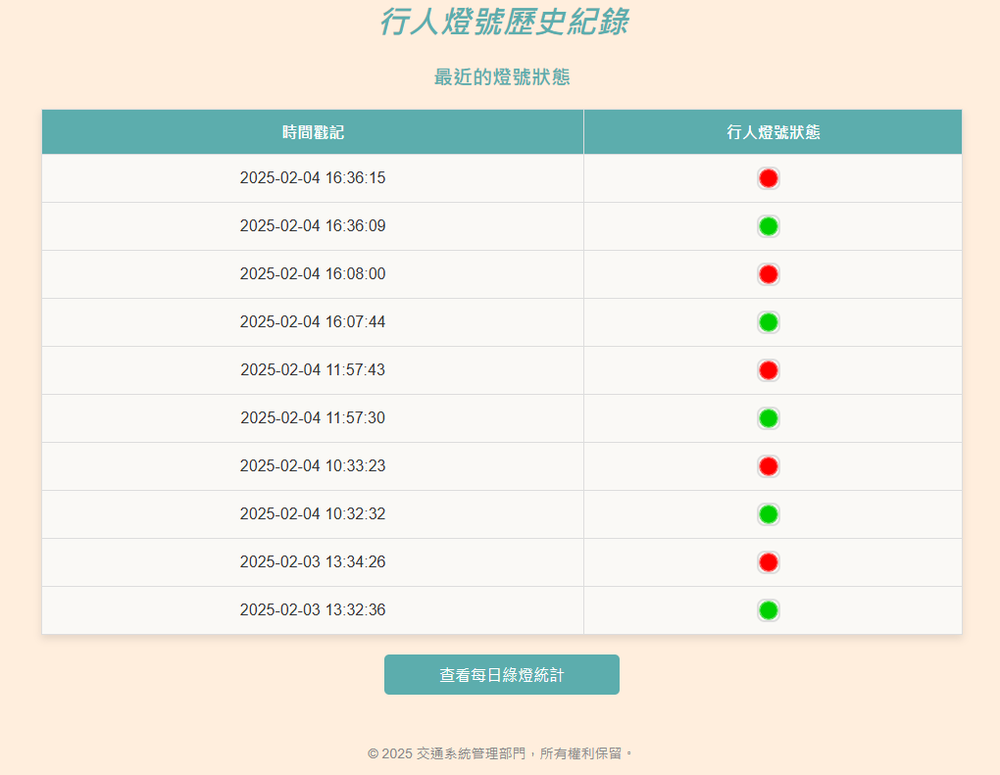 行人燈號歷史紀錄
最近的燈號狀態
時間戳記 行人燈號狀態
2025-02-04 16:36:15
2025-02-04 16:36:09
2025-02-04 16:08:00
2025-02-04 16:07:44
2025-02-04 11:57:43
2025-02-04 11:57:30
2025-02-04 10:33:23
2025-02-04 10:32:32
2025-02-03 13:34:26
2025-02-03 13:32:36
查看每日綠燈統計
© 2025 交通系統管理部門，所有權利保留。